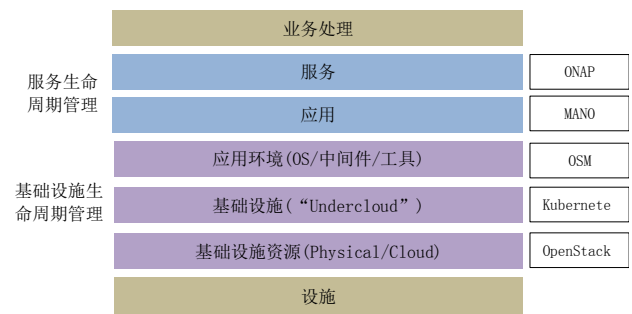 业务处理
服务生命
周期管理
服务
ONAP
应用
MANO
应用环境(OS/中间件/工具)
OSM
基础设施生
命周期管理
基础设施(“Undercloud”)
Kubernete
基础设施资源(Physical/Cloud)
OpenStack
设施